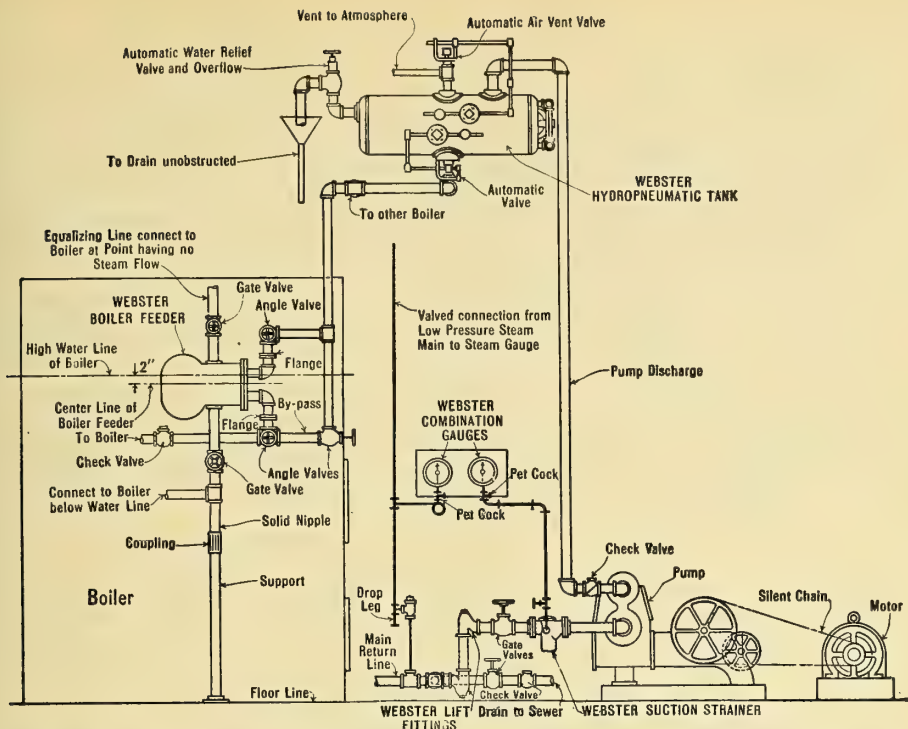 Vent to Atmosphere
Automatic Air Vent Valve
Automatic Water Relief
Valve and Overflow
To Drain unobstructed
WEBSTER
HYDROPNEUMATIC TANK
Automatic
Valve
To other Boiler
Equalizing Line connect to
Boiler at Point having no
Steam Flow
Gate Valve
WEBSTER
BOILER FEEDER
Angle Valve
Valved connection from
Low Pressure Steam
Main to Steam Gauge
High Water Line
of Boiler
2"
Flange
Pump Discharge
Center Line of
Boiler Feeder
By-pass
WEBSTER
COMBINATION
GAUGES
To Boiler
Flange
Check Valve
Angle Valves
Gate Valve
Pet Cock
Connect to Boiler
below Water Line
Pet Cock
Solid Nipple
Coupling
Check Valve
Pump
Support
Silent Chain
Motor
Boiler
Drop
Leg
Main
Return
Line
Gate
Valves
Floor Line
Check Valve
WEBSTER LIFT
FITTINGS
Drain to Sewer
WEBSTER SUCTION STRAINER